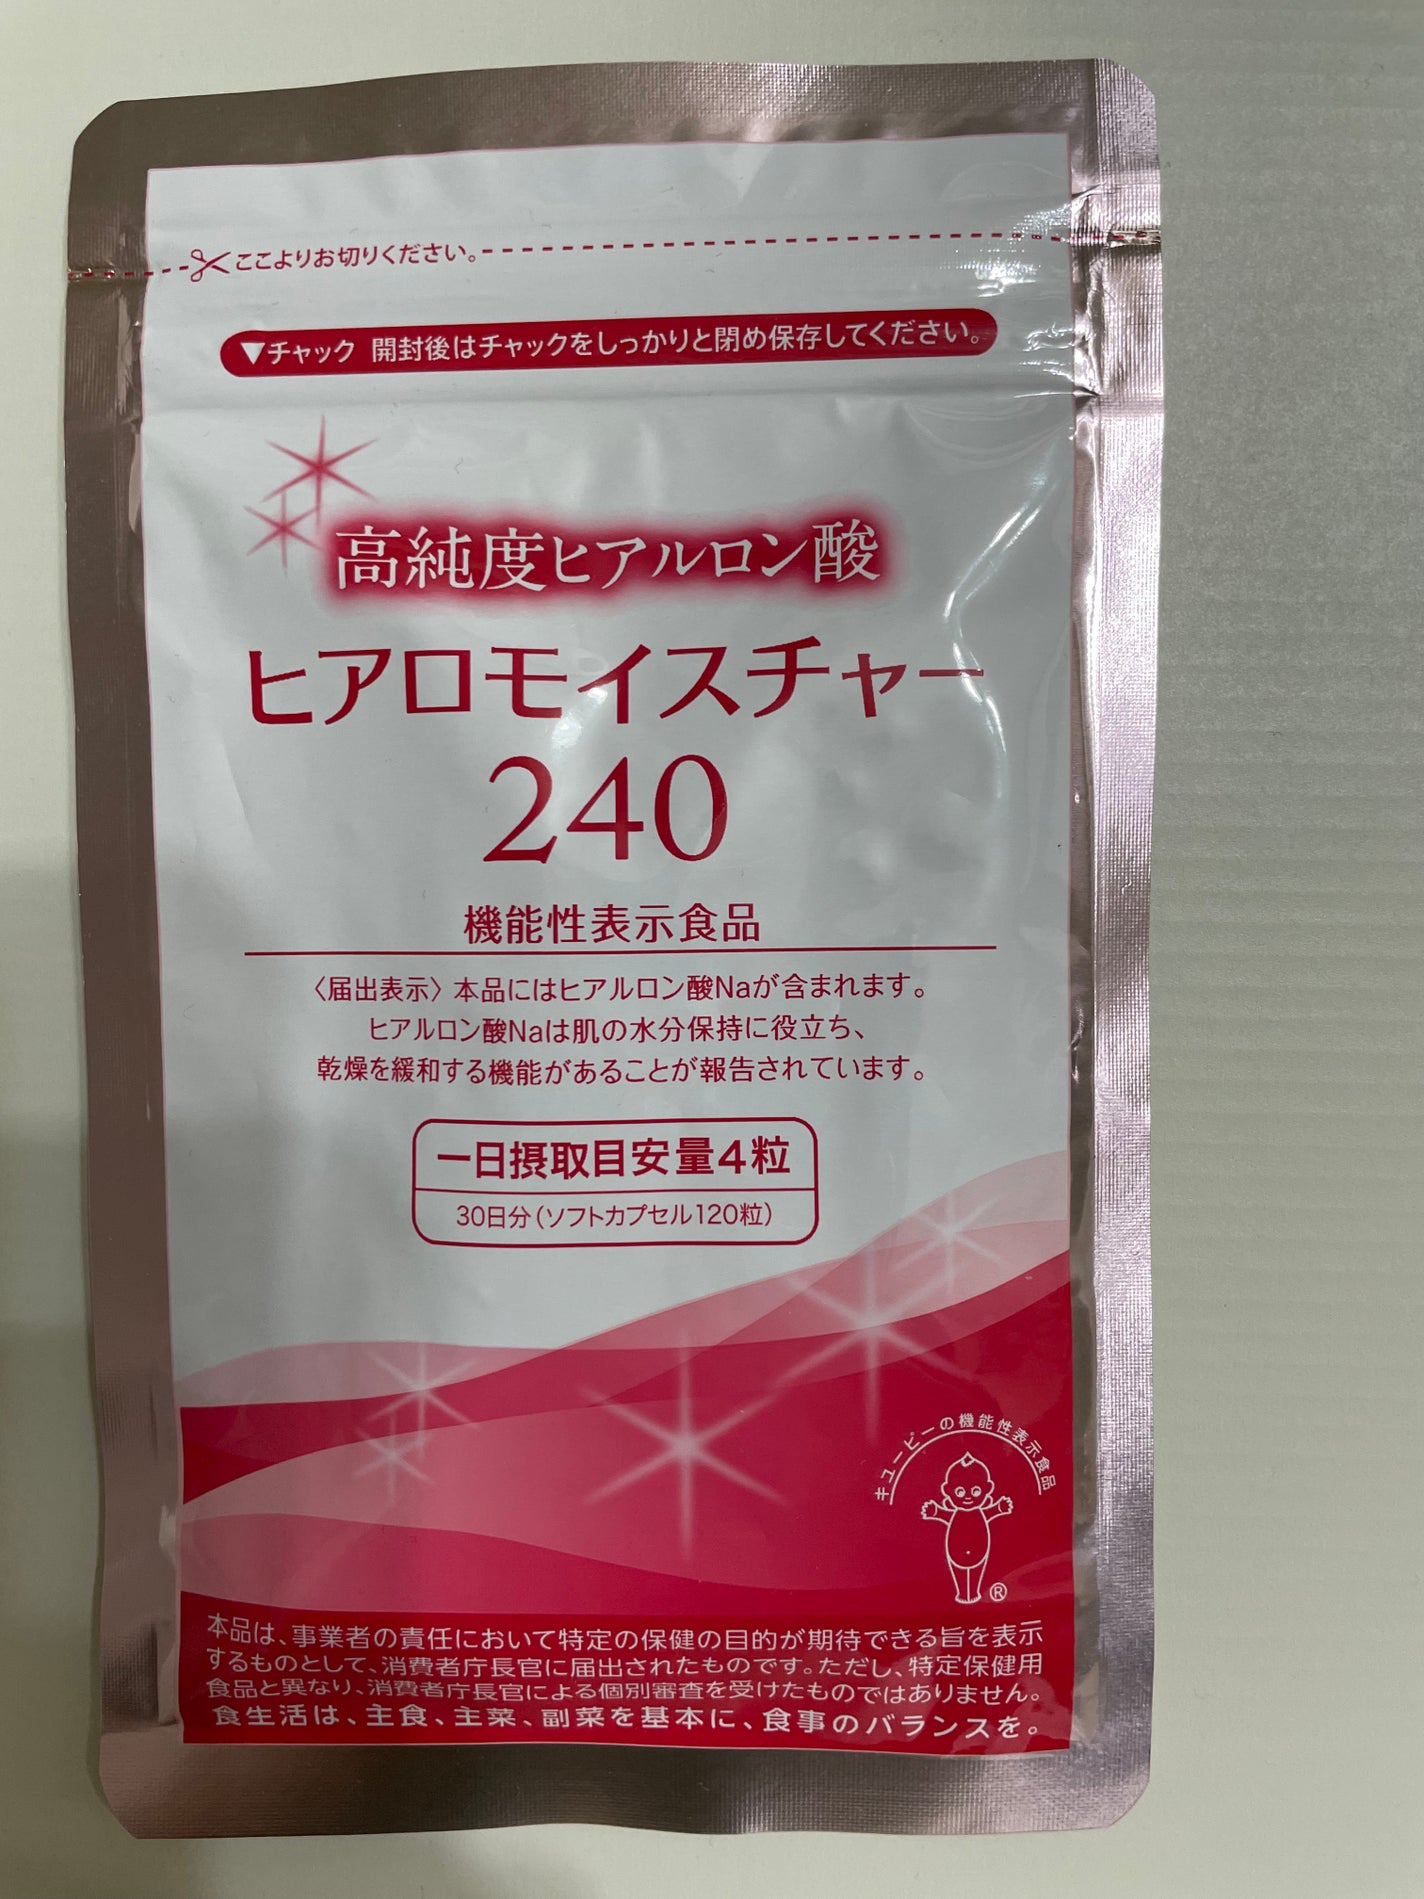 ここよりお切りください。
▼チャック 開封後はチャックをしっかりと閉め保存してください。
高純度ヒアルロン酸
ヒアロモイスチャー
240
機能性表示食品
〈届出表示〉本品にはヒアルロン酸Naが含まれます。
ヒアルロン酸Naは肌の水分保持に役立ち、
乾燥を緩和する機能があることが報告されています。
一日摂取目安量4粒
30日分(ソフトカプセル120粒)
キユーピーの機能性表示食品
®
本品は、事業者の責任において特定の保健の目的が期待できる旨を表示
するものとして、消費者庁長官に届出されたものです。ただし、特定保健用
食品と異なり、消費者庁長官による個別審査を受けたものではありません。
食生活は、主食、主菜、副菜を基本に、食事のバランスを。